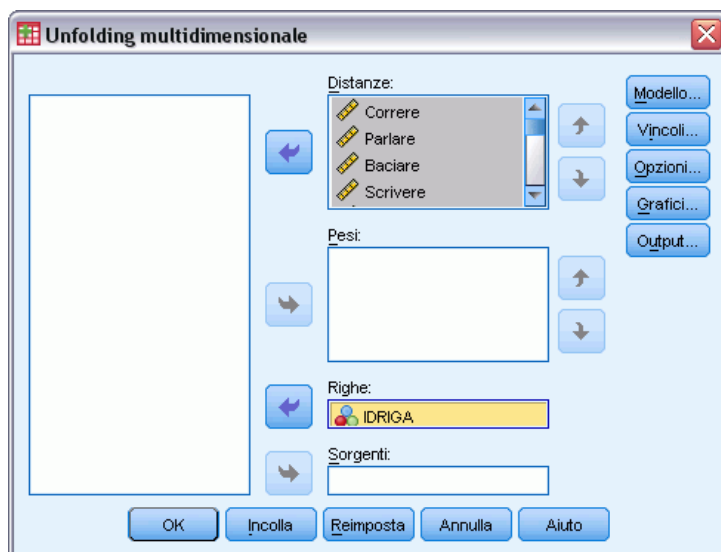 Unfolding multidimensionale
Distanze:
Correre
Parlare
Baciare
Scrivere
Modello...
Vincoli...
Opzioni...
Grafici...
Output...
Pesi:
Righe:
IDRIGA
Sorgenti:
OK
Incolla
Reimposta
Annulla
Aiuto